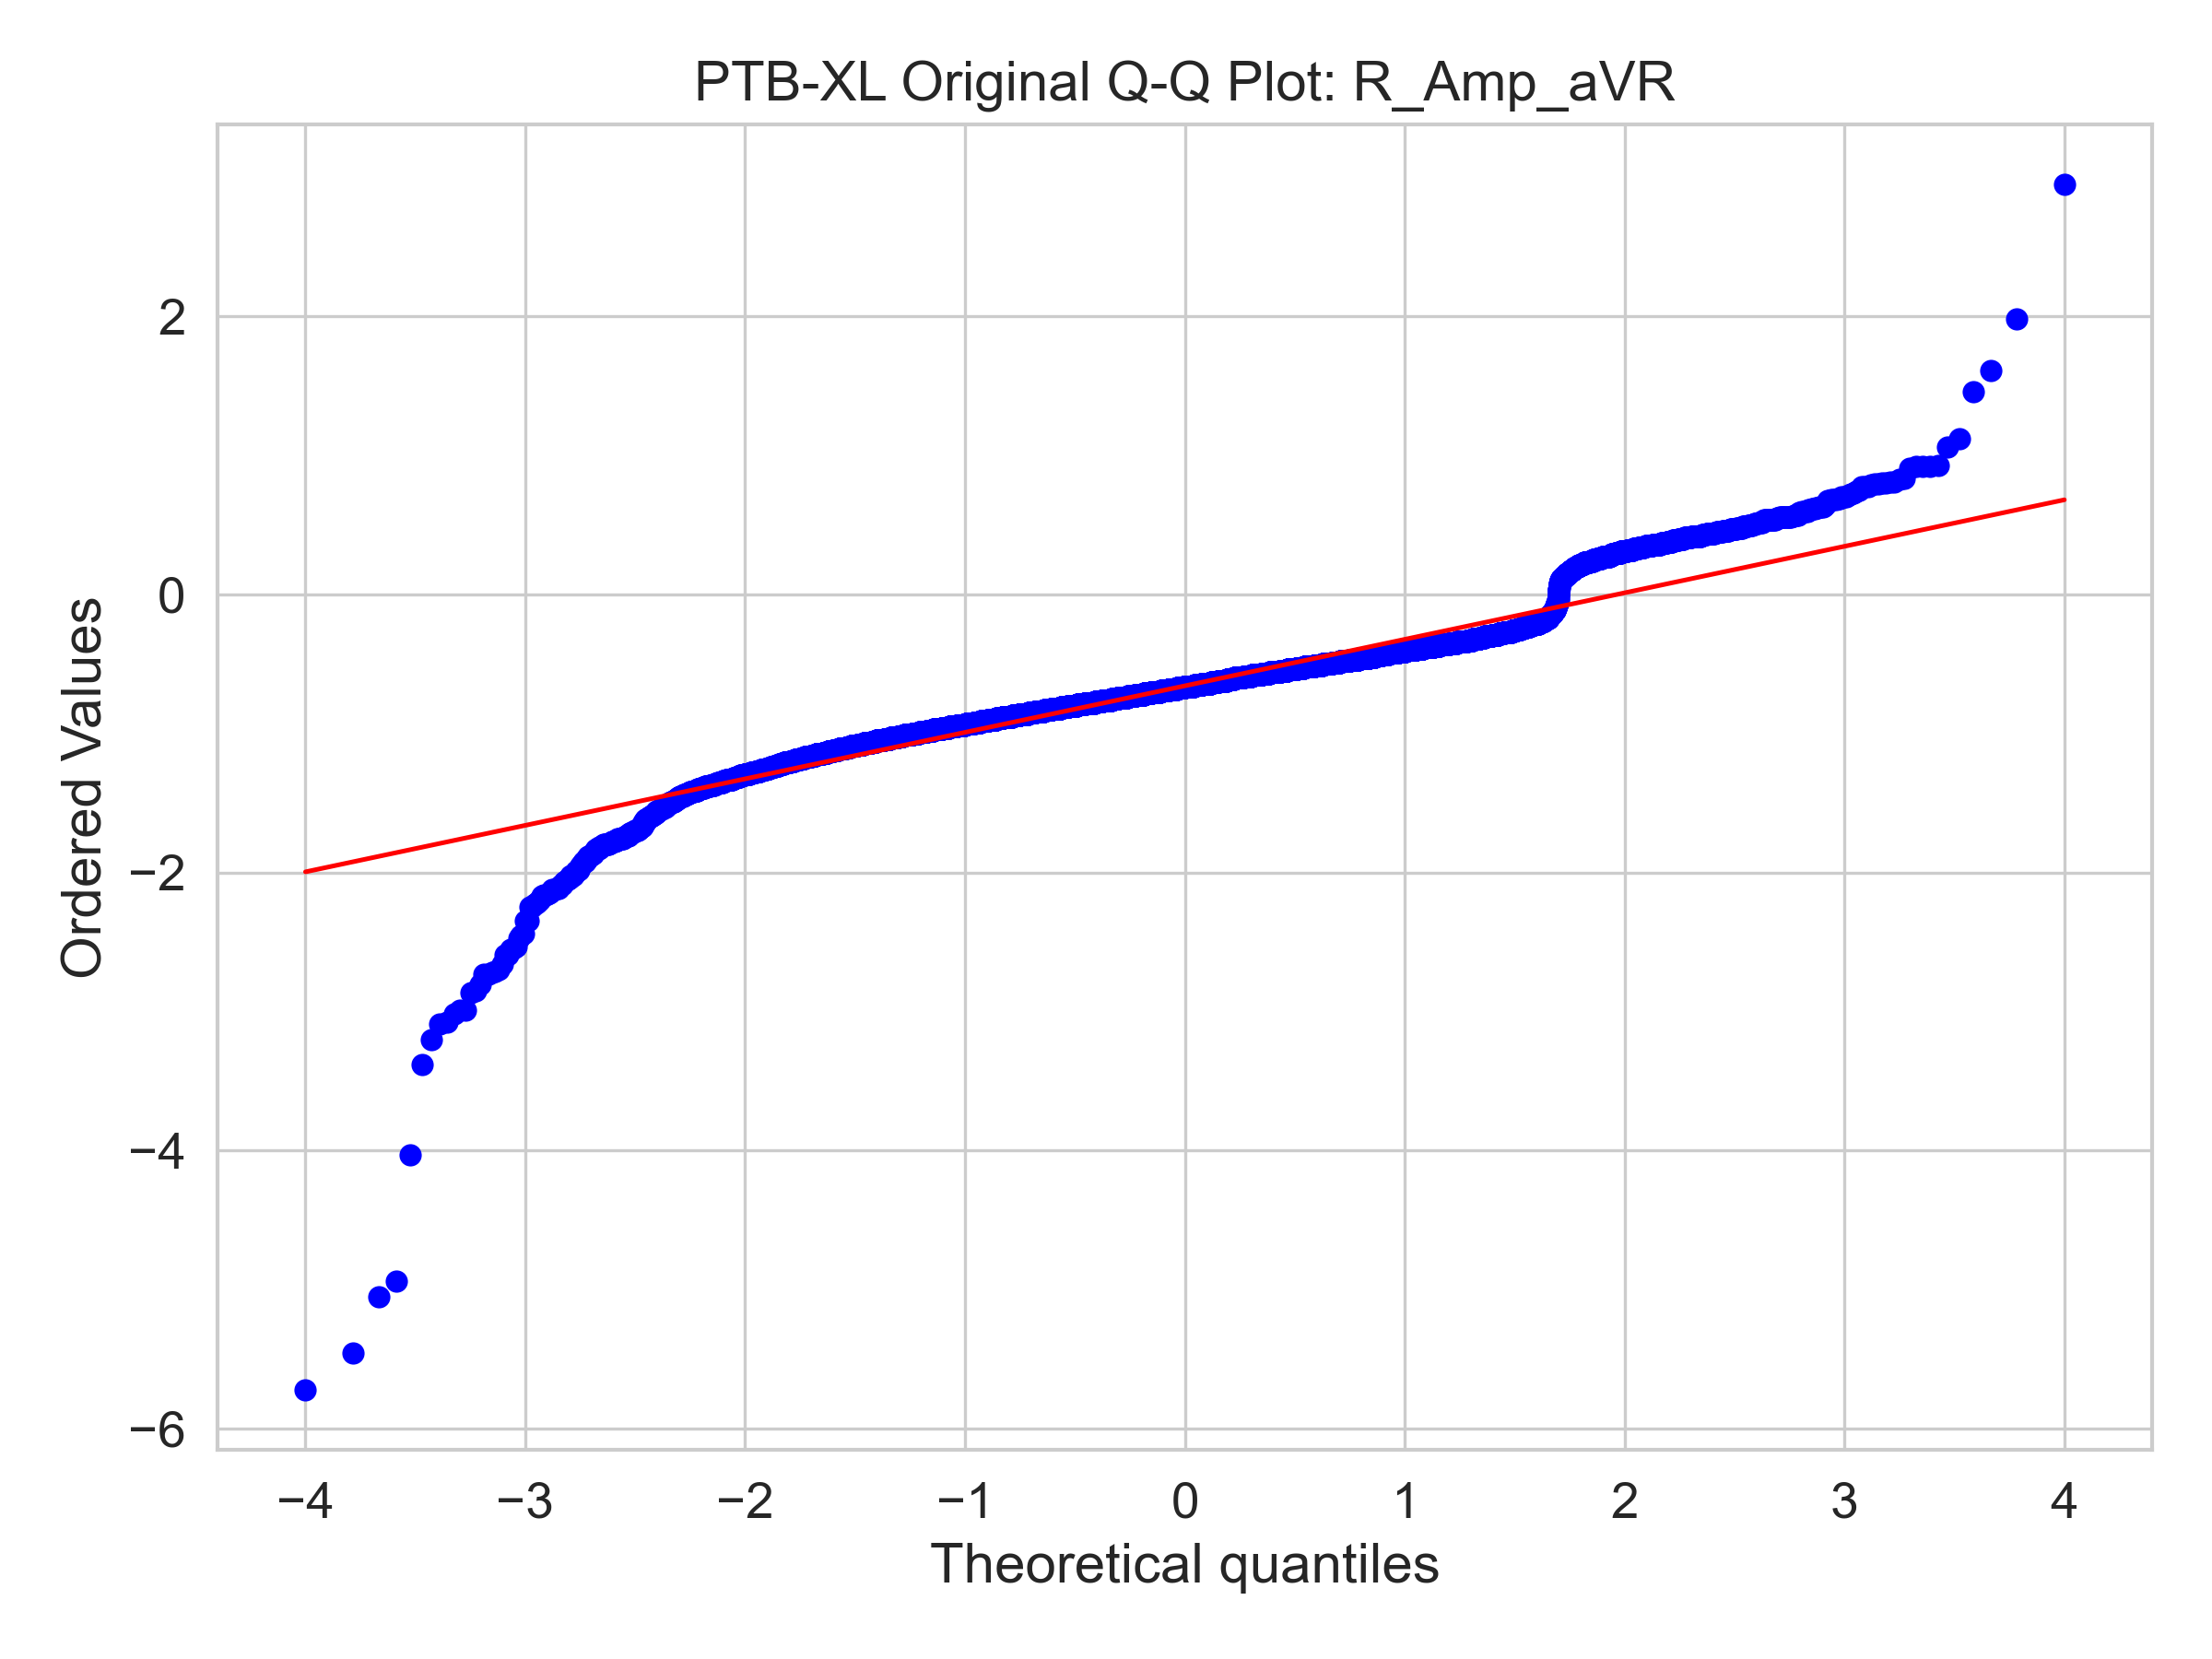 PTB-XL Original Q-Q Plot: R_Amp_aVR
2
0
−2
−4
−6
Ordered Values
−4 −3 −2 −1 0 1 2 3 4
Theoretical quantiles